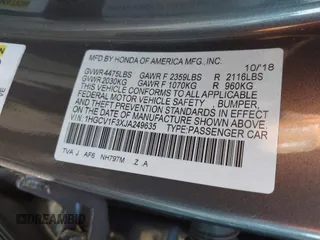 MFD BY HONDA OF AMERICA MFG., INC. 10/18
GVWR 4475LBS GAWR F 2359LBS R 2116LBS
GVWR 2030KG GAWR F 1070KG R 960KG
THIS VEHICLE CONFORMS TO ALL APPLICABLE
FEDERAL MOTOR VEHICLE SAFETY, BUMPER,
AND THEFT PREVENTION STANDARDS IN EFFECT
ON THE DATE OF MANUFACTURE SHOWN ABOVE.
V.I.N: 1HGCV1F3XJA249635 TYPE: PASSENGER CAR
TVA J AF6 NH797M Z A
DREAMBID